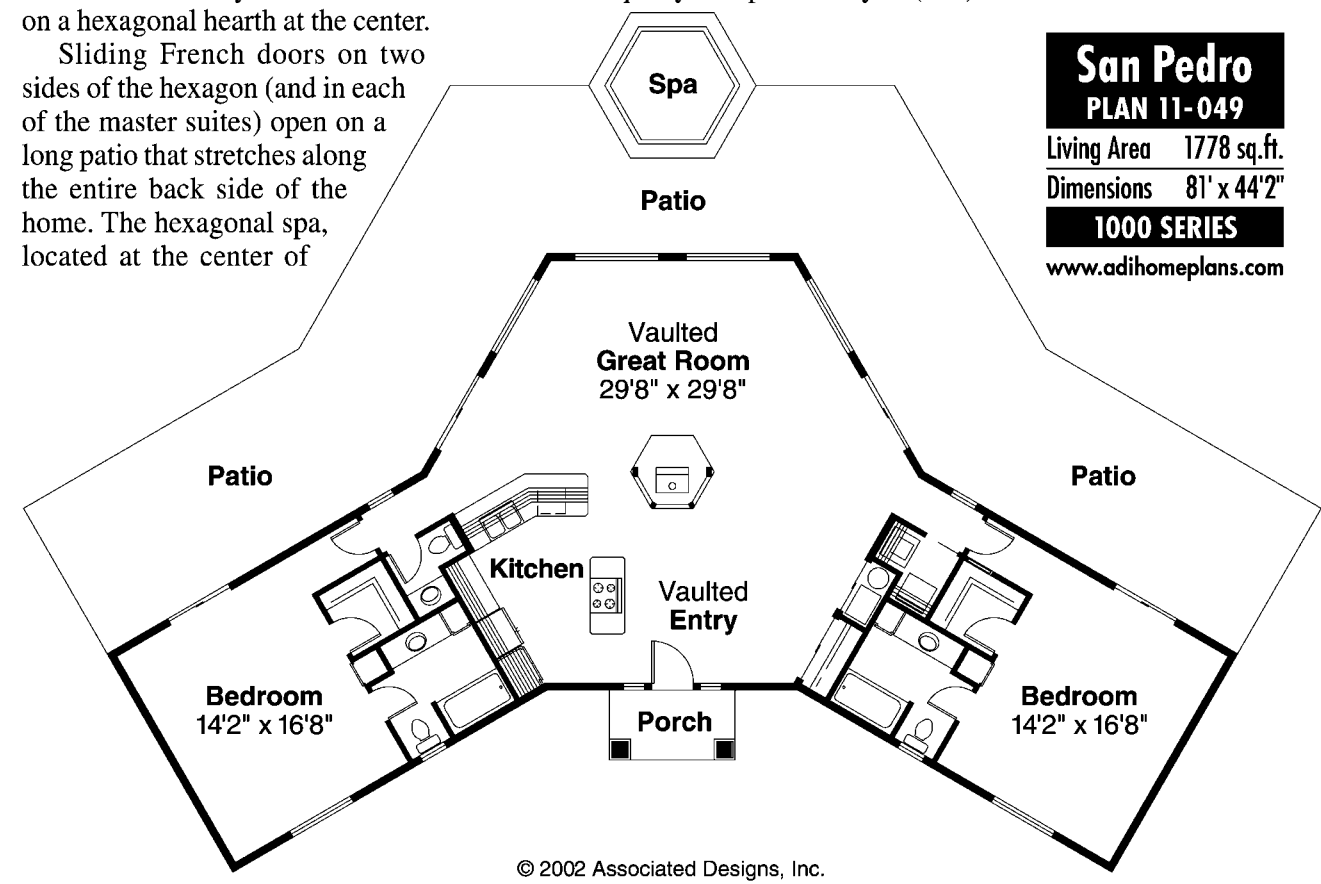 on a hexagonal hearth at the center.
Sliding French doors on two
sides of the hexagon (and in each
of the master suites) open on a
long patio that stretches along
the entire back side of the
home. The hexagonal spa,
located at the center of
San Pedro
PLAN 11-049
Living Area 1778 sq.ft.
Dimensions 81' x 44'2"
1000 SERIES
www.adihomeplans.com
Spa
Patio
Vaulted
Great Room
29'8" x 29'8"
Patio
Patio
Kitchen
Vaulted
Entry
Bedroom
14'2" x 16'8"
Porch
Bedroom
14'2" x 16'8"
© 2002 Associated Designs, Inc.